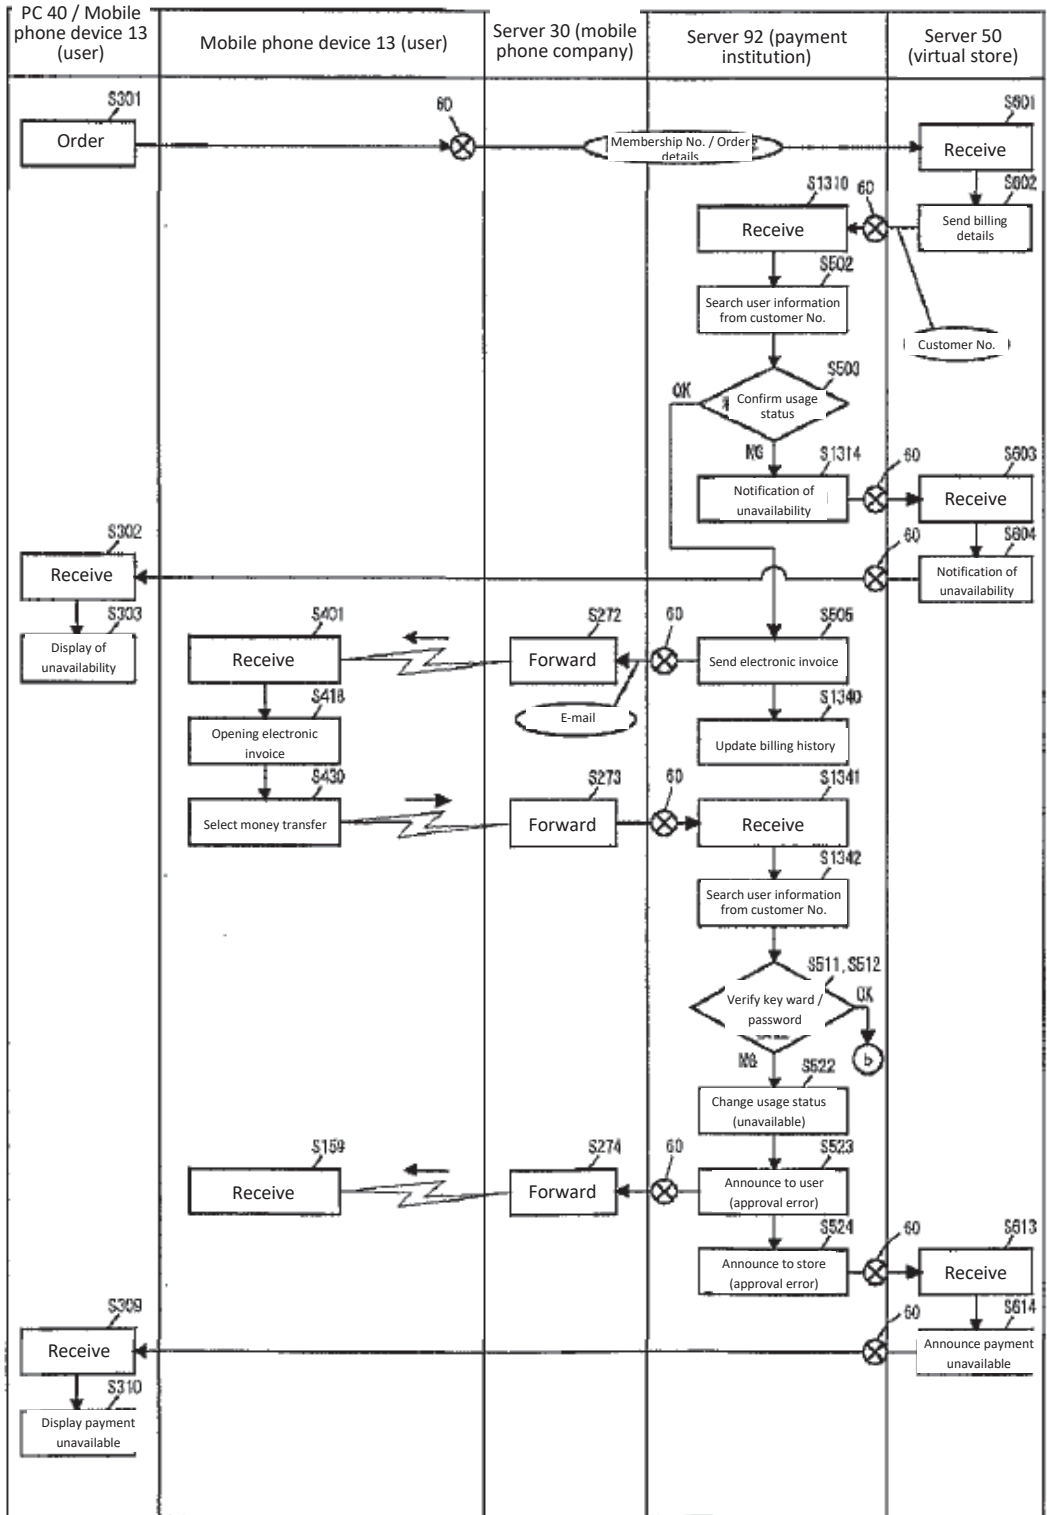 PC 40 / Mobile
phone device 13
(user)
Mobile phone device 13 (user)
Server 30 (mobile
phone company)
Server 92 (payment
institution)
Server 50
(virtual store)
S301
Order
60
Membership No. / Order
details
S601
Receive
S602
Send billing
details
60
S1310
Receive
Customer No.
S502
Search user information
from customer No.
S503
Confirm usage
status
OK
NG
S1314
Notification of
unavailability
60
S603
Receive
S604
Notification of
unavailability
60
S302
Receive
S303
Display of
unavailability
S401
Receive
S272
Forward
60
S506
Send electronic invoice
E-mail
S418
Opening electronic
invoice
S1340
Update billing history
S430
Select money transfer
S273
Forward
60
S1341
Receive
S1342
Search user information
from customer No.
S511, S512
Verify key ward /
password
OK
b
NG
S522
Change usage status
(unavailable)
S159
Receive
S274
Forward
60
S523
Announce to user
(approval error)
S524
Announce to store
(approval error)
60
S613
Receive
S309
Receive
60
S614
Announce payment
unavailable
S310
Display payment
unavailable